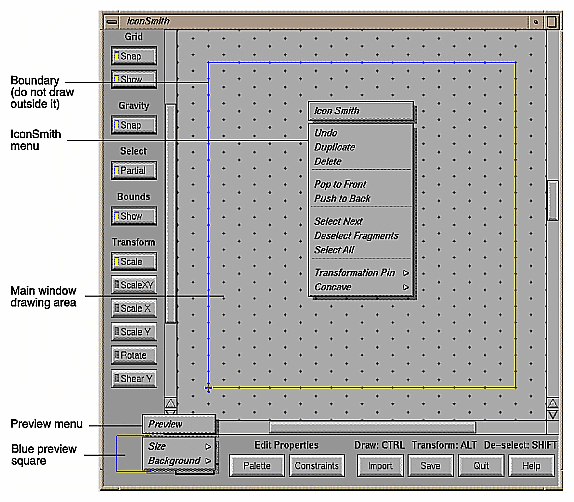 IconSmith
Grid
Snap
Show
Gravity
Snap
Select
Partial
Bounds
Show
Transform
Scale
ScaleXY
Scale X
Scale Y
Rotate
Shear Y
Boundary
(do not draw
outside it)
IconSmith
menu
Main window
drawing area
Preview menu
Blue preview
square
Icon Smith
Undo
Duplicate
Delete
Pop to Front
Push to Back
Select Next
Deselect Fragments
Select All
Transformation Pin
Concave
Preview
Size
Background
Edit Properties
Draw: CTRL Transform: ALT De-select: SHIFT
Palette
Constraints
Import
Save
Quit
Help